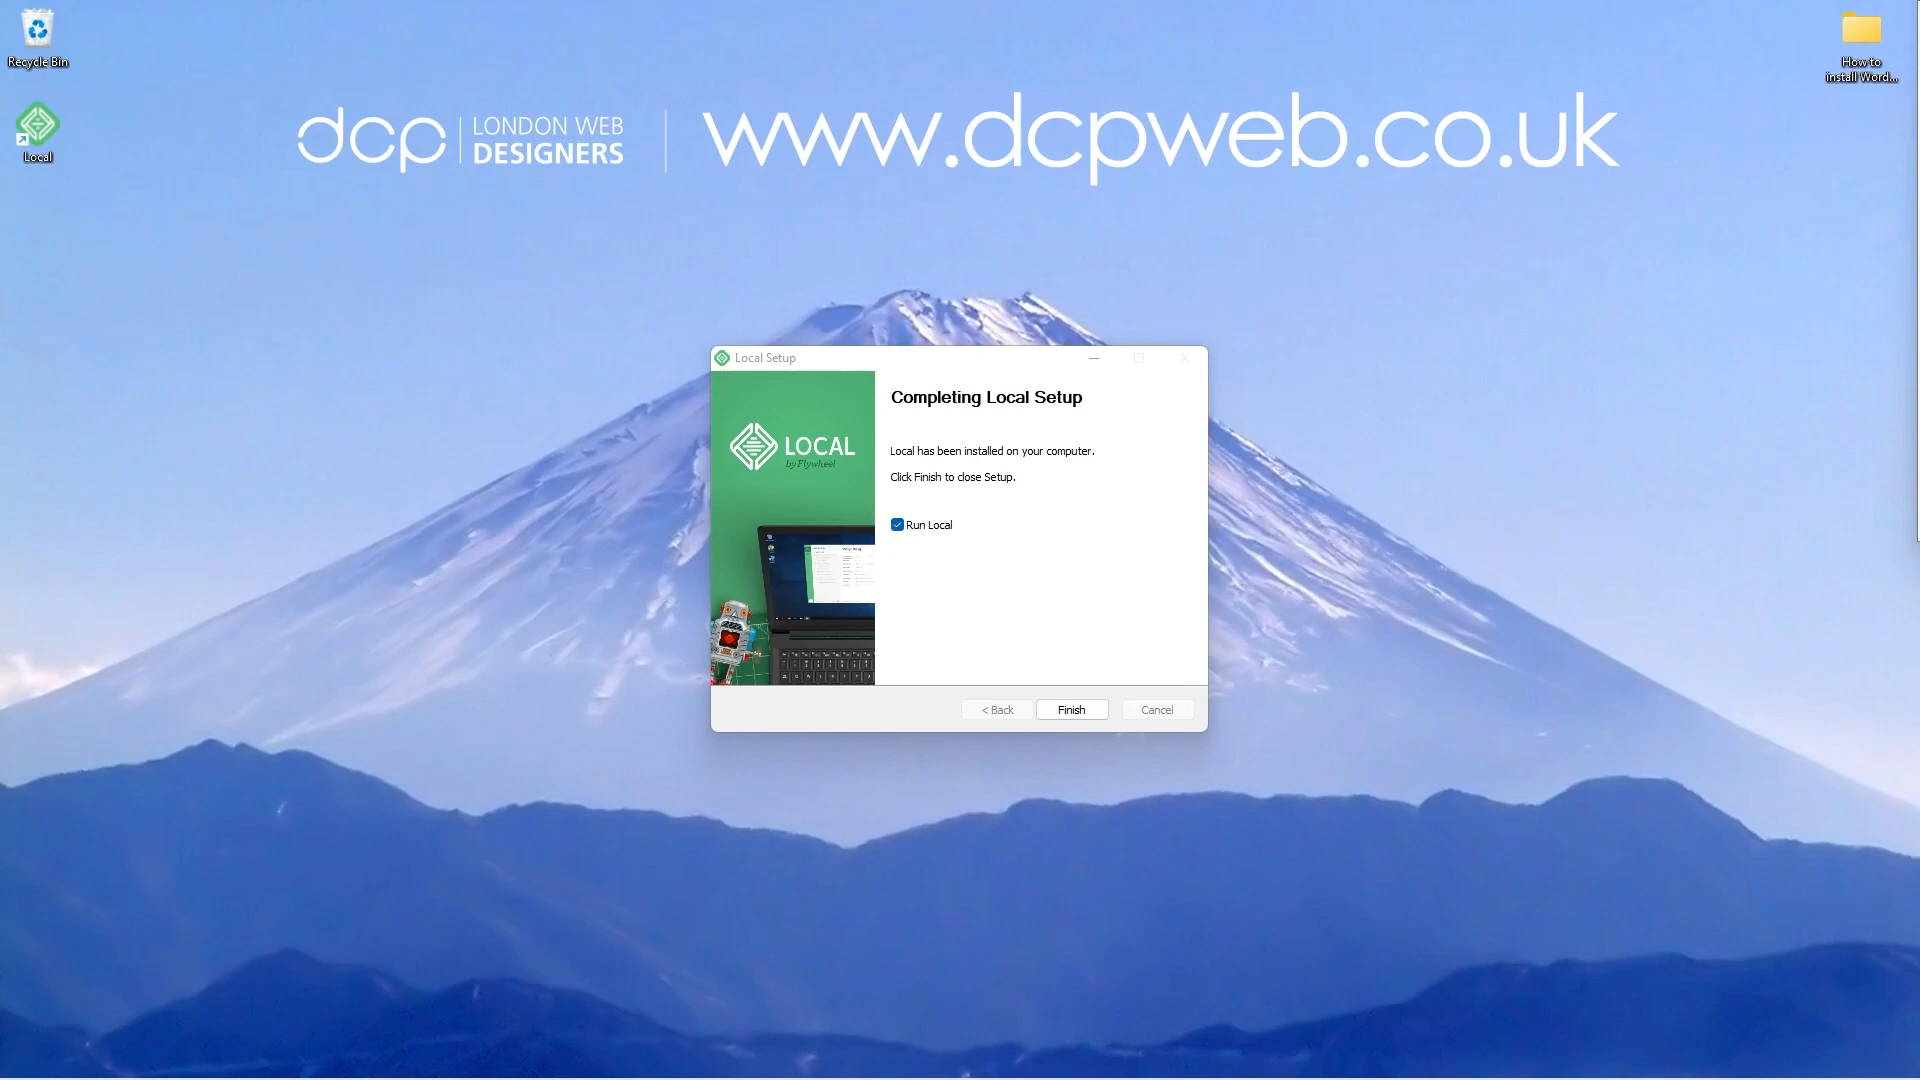 Recycle Bin
How to
install Word...
Local
dcp
LONDON WEB
DESIGNERS
www.dcpweb.co.uk
Local Setup
LOCAL
by Flywheel
Completing Local Setup
Local has been installed on your computer.
Click Finish to close Setup.
Run Local
< Back
Finish
Cancel